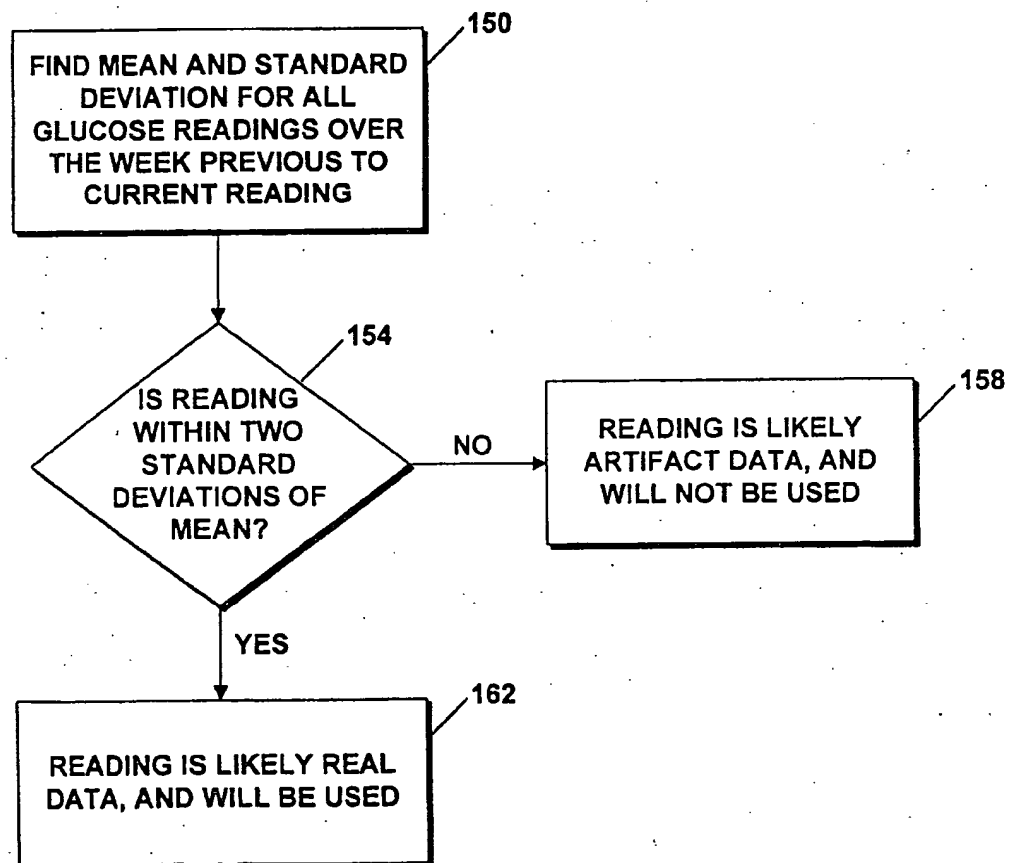 150
FIND MEAN AND STANDARD
DEVIATION FOR ALL
GLUCOSE READINGS OVER
THE WEEK PREVIOUS TO
CURRENT READING
154
IS READING
WITHIN TWO
STANDARD
DEVIATIONS OF
MEAN?
NO
158
READING IS LIKELY
ARTIFACT DATA, AND
WILL NOT BE USED
YES
162
READING IS LIKELY REAL
DATA, AND WILL BE USED